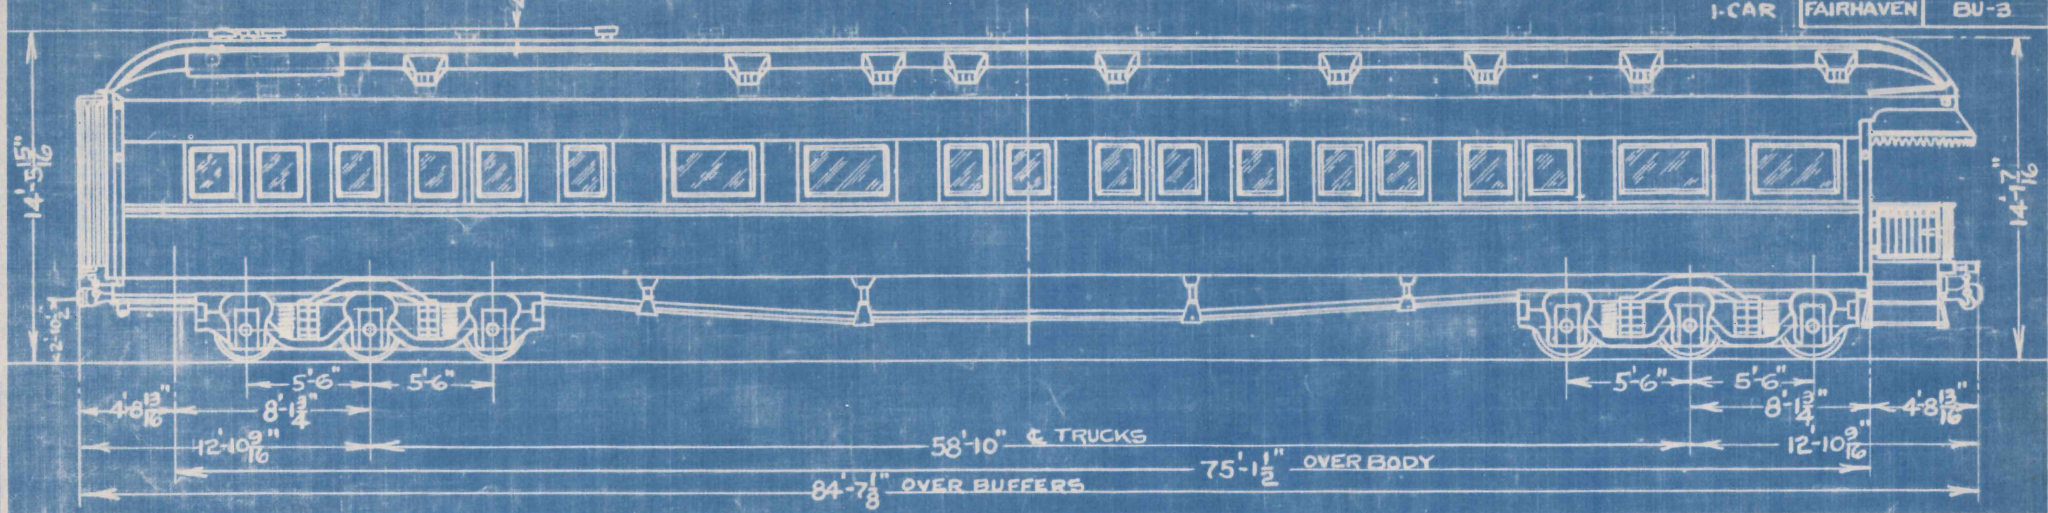 1-CAR FAIRHAVEN BU-3
14'-5 15/16"
14'-1 7/16"
2'-10 1/2"
5'-6" 5'-6" 5'-6" 5'-6"
4'-8 13/16" 8'-1 3/4" 8'-1 3/4" 4'-8 13/16"
12'-10 9/16" 58'-10" ℄ TRUCKS 12'-10 9/16"
75'-1 1/2" OVER BODY
84'-7 1/8" OVER BUFFERS